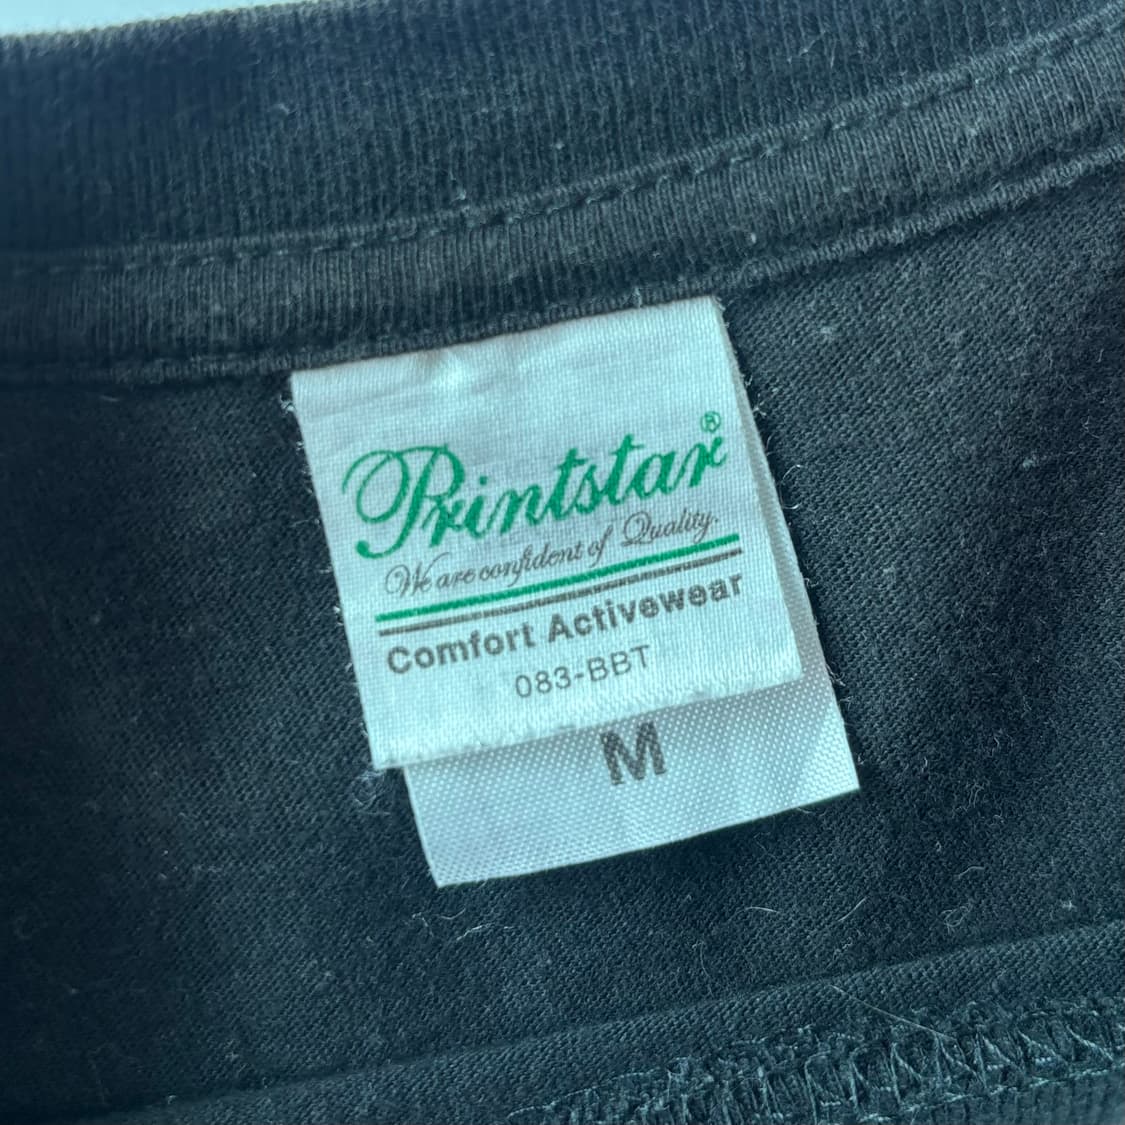 Printstar®
We are confident of Quality.
Comfort Activewear
083-BBT
M